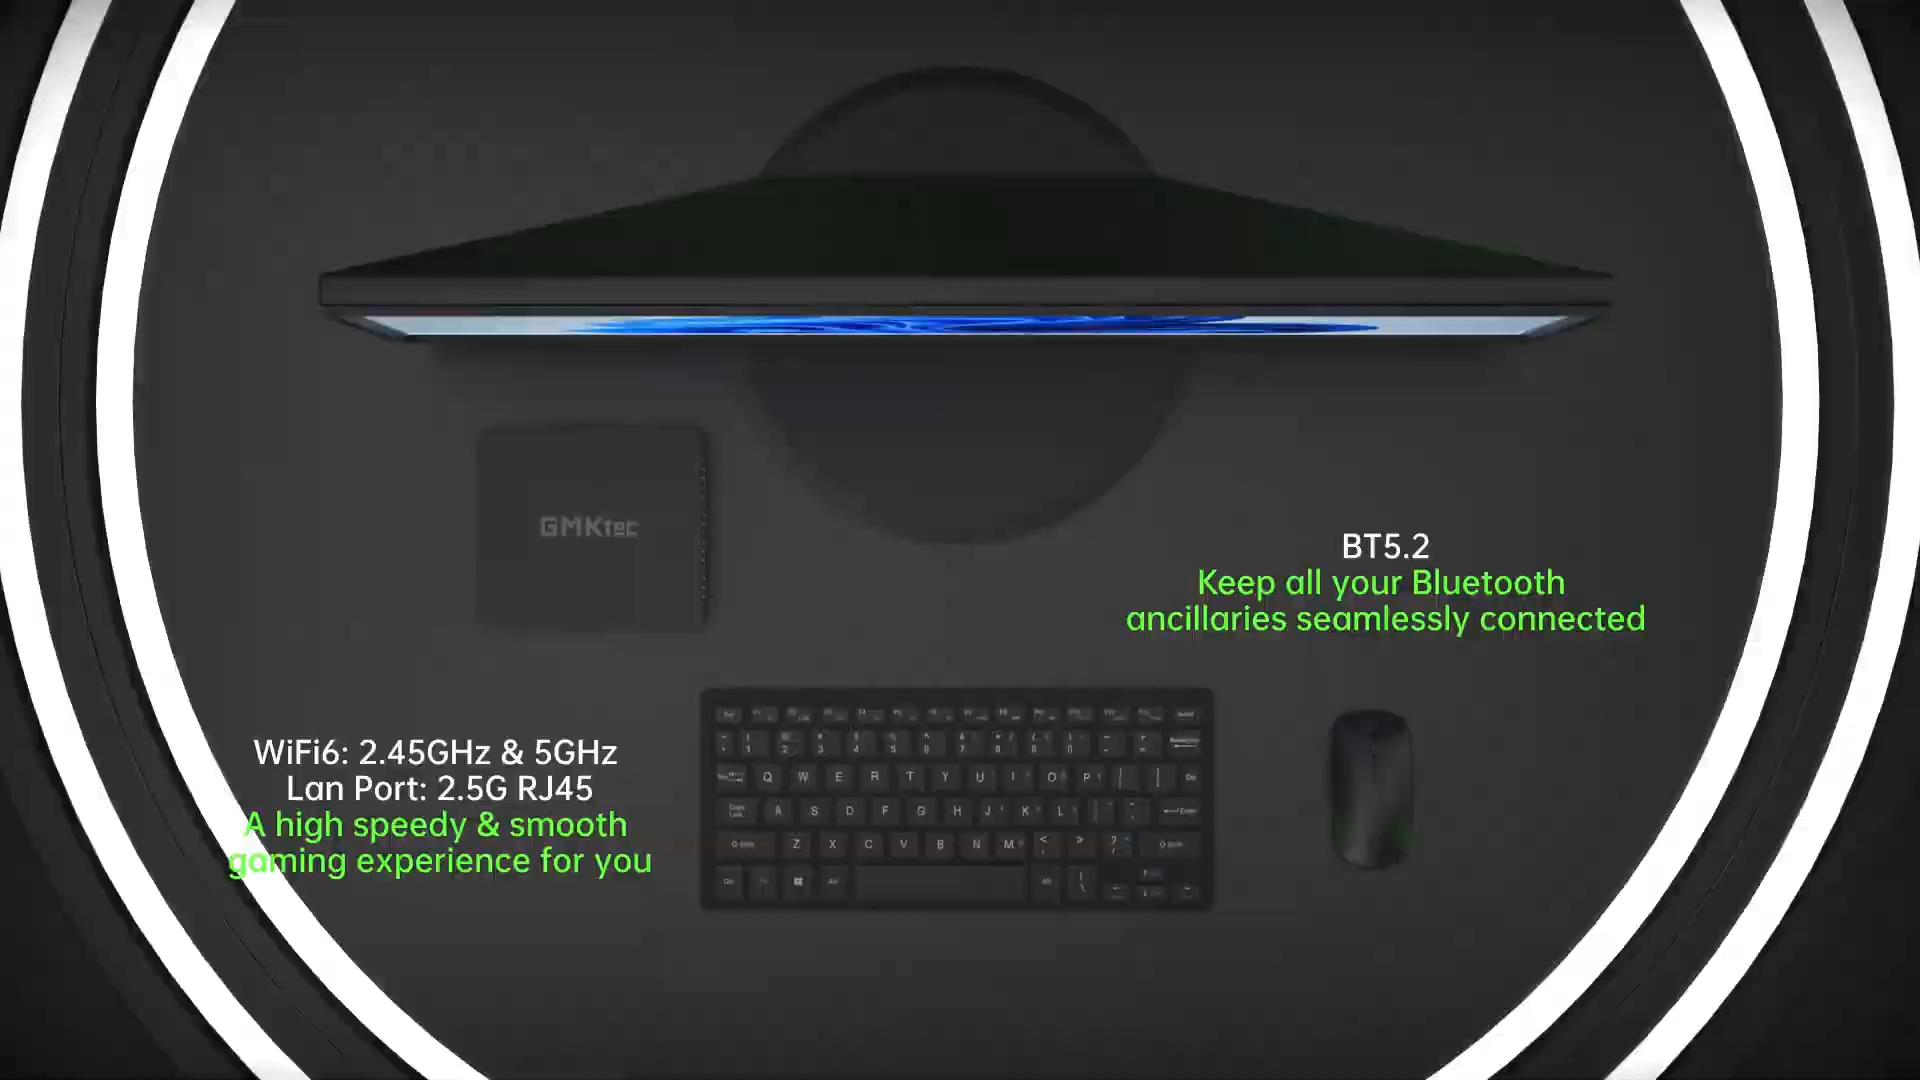 GMKtec
BT5.2
Keep all your Bluetooth
ancillaries seamlessly connected
WiFi6: 2.45GHz & 5GHz
Lan Port: 2.5G RJ45
A high speedy & smooth
gaming experience for you
Q W E R T Y U I O P
A S D F G H J K L
Z X C V B N M